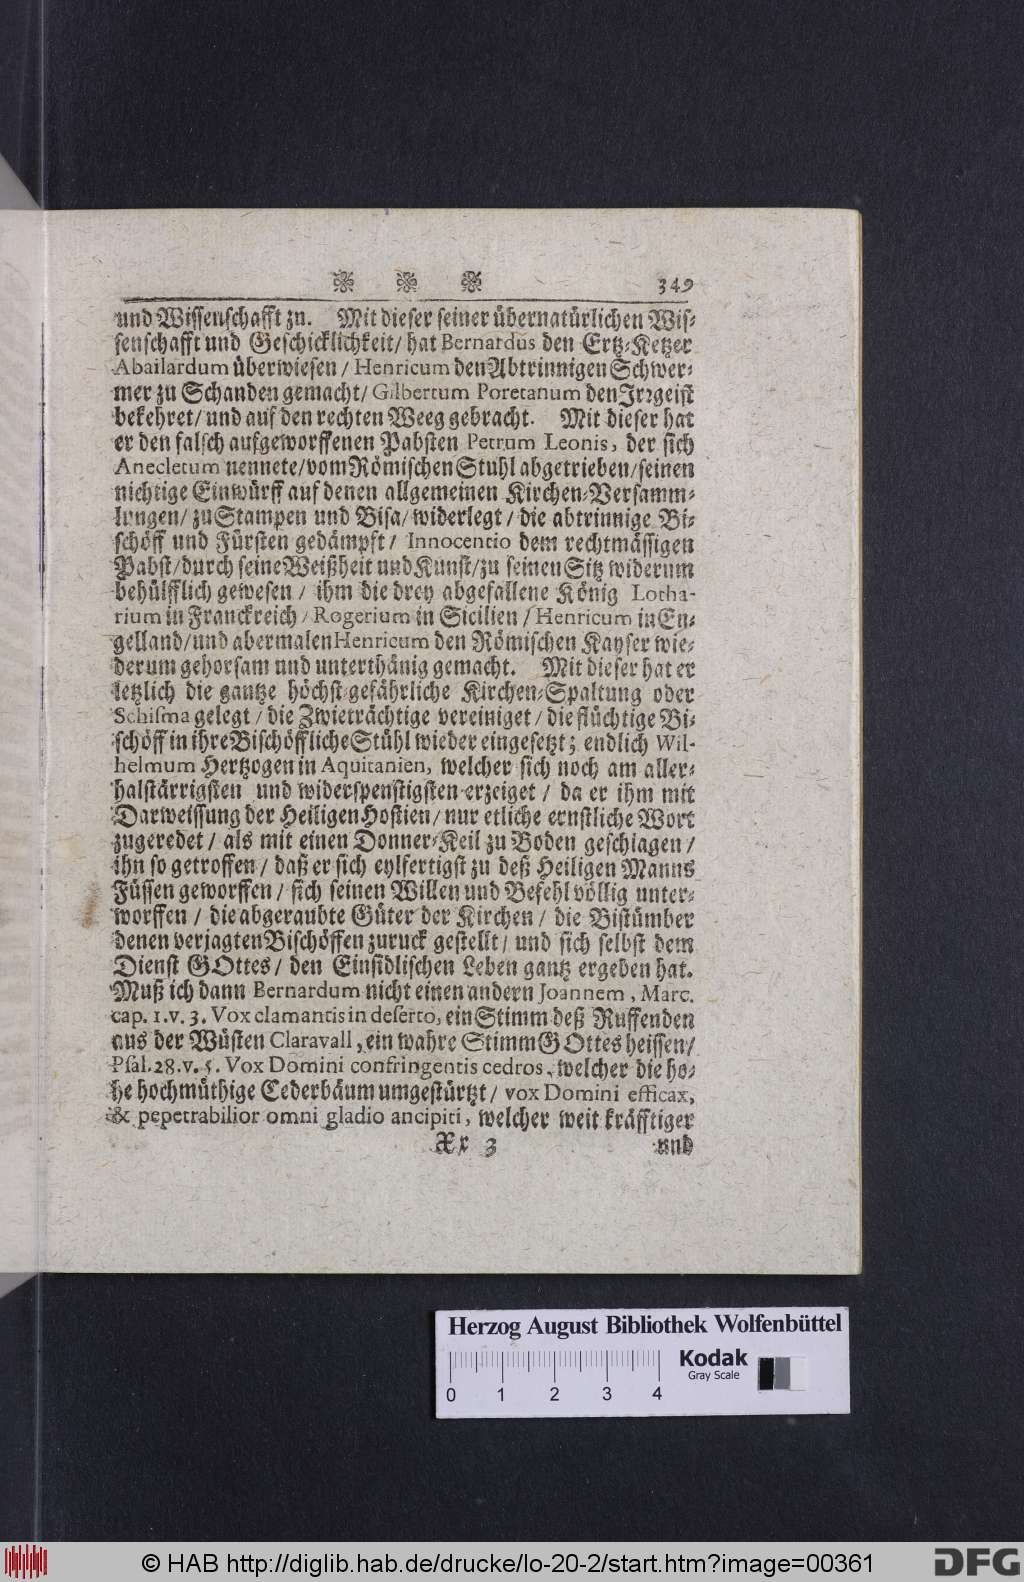 349
und Wissenschafft zu. Mit dieser seiner übernatürlichen Wis-
senschafft und Geschicklichkeit/ hat Bernardus den Ertz-Ketzer
Abailardum überwiesen / Henricum den Abtrinnigen Schwer-
mer zu Schanden gemacht/ Gilbertum Poretanum den Irrgeist
bekehret/ und auf den rechten Weeg gebracht. Mit dieser hat
er den falsch aufgeworffenen Pabsten Petrum Leonis, der sich
Anecletum nennete/ vom Römischen Stuhl abgetrieben/ seinen
nichtige Einwürff auf denen allgemeinen Kirchen-Versamm-
lungen/ zu Stampen und Bisa/ widerlegt / die abtrinnige Bi-
schöff und Fürsten gedämpft/ Innocentio dem rechtmässigen
Pabst/ durch seine Weißheit und Kunst/ zu seinen Sitz widerum
behülfflich gewesen / ihm die drey abgefallene König Lotha-
rium in Franckreich / Rogerium in Sicilien / Henricum in En-
gelland/ und abermalen Henricum den Römischen Kayser wie-
derum gehorsam und unterthänig gemacht. Mit dieser hat er
letzlich die gantze höchst-gefährliche Kirchen-Spaltung oder
Schisma gelegt / die Zwieträchtige vereiniget / die flüchtige Bi-
schöff in ihre Bischöffliche Stühl wieder eingesetzt; endlich Wil-
helmum Hertzogen in Aquitanien, welcher sich noch am aller-
halstärrigsten und widerspenstigsten erzeiget / da er ihm mit
Darweissung der Heiligen Hostien/ nur etliche ernstliche Wort
zugeredet / als mit einen Donner-Keil zu Boden geschlagen /
ihn so getroffen / daß er sich eylfertigst zu deß Heiligen Manns
Füssen geworffen / sich seinen Willen und Befehl völlig unter-
worffen / die abgeraubte Güter der Kirchen / die Bistümber
denen verjagten Bischöffen zuruck gestellt/ und sich selbst dem
Dienst GOttes/ den Einsidlischen Leben gantz ergeben hat.
Muß ich dann Bernardum nicht einen andern Joannem, Marc.
cap. 1. v. 3. Vox clamantis in deserto, ein Stimm deß Ruffenden
aus der Wüsten Claravall, ein wahre Stimm GOttes heissen/
Psal. 28. v. 5. Vox Domini confringentis cedros, welcher die ho-
he hochmüthige Cederbäum umgestürtzt / vox Domini efficax,
& pepetrabilior omni gladio ancipiti, welcher weit kräfftiger
Xx 3 und
Herzog August Bibliothek Wolfenbüttel
Kodak
Gray Scale
0 1 2 3 4
© HAB http://diglib.hab.de/drucke/lo-20-2/start.htm?image=00361
DFG